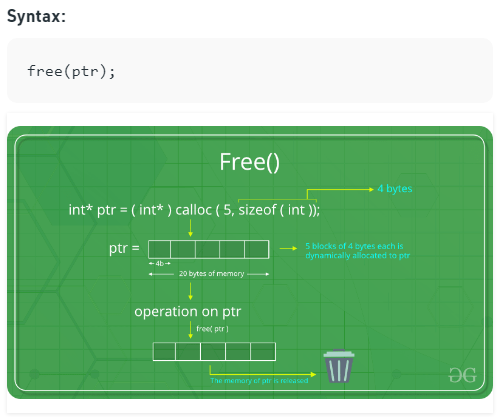 Syntax:
free(ptr);
Free()
4 bytes
int* ptr = ( int* ) calloc ( 5, sizeof ( int ));
ptr =
5 blocks of 4 bytes each is
dynamically allocated to ptr
4b
20 bytes of memory
operation on ptr
free( ptr )
The memory of ptr is released